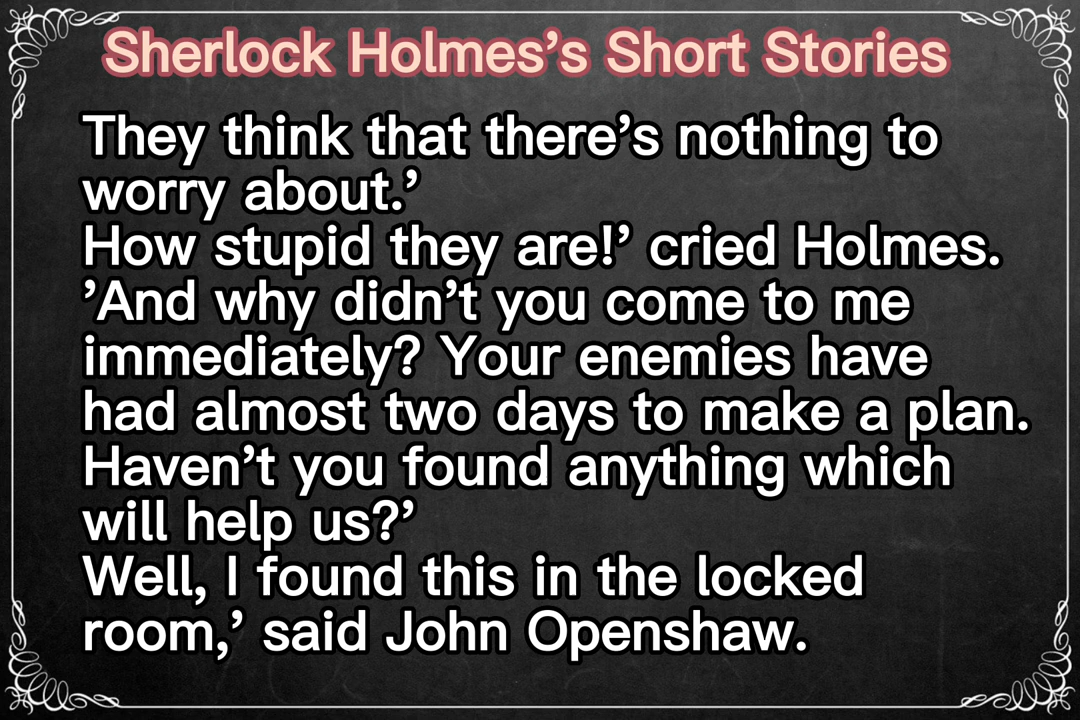 Sherlock Holmes’s Short Stories
They think that there’s nothing to
worry about.’
How stupid they are!’ cried Holmes.
’And why didn’t you come to me
immediately? Your enemies have
had almost two days to make a plan.
Haven’t you found anything which
will help us?’
Well, I found this in the locked
room,’ said John Openshaw.